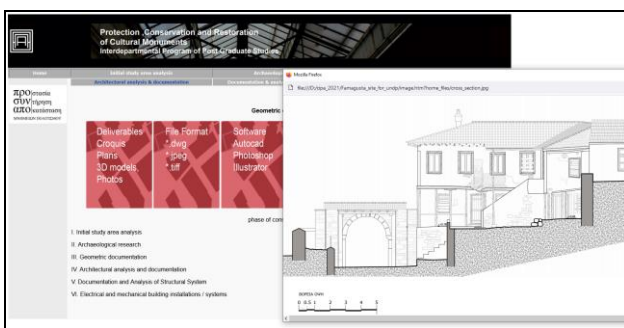 Protection ,Conservation and Restoration
of Cultural Monuments
Interdepartmental Program of Post Graduate Studies
Home
Initial study area analysis
Architectural analysis & documentation
προστασία
συντήρηση
αποκατάσταση
Geometric
Deliverables
Croquis
Plans
3D models
Photos
File Format
*.dwg
*.jpeg
*.tiff
Software
Autocad
Photoshop
Illustrator
phase of con
I. Initial study area analysis
II. Archaeological research
III. Geometric documentation
IV. Architectural analysis and documentation
V. Documentation and Analysis of Structural System
VI. Electrical and mechanical building installations / systems
Mozilla Firefox
0 0.5 1 2 3 4 5